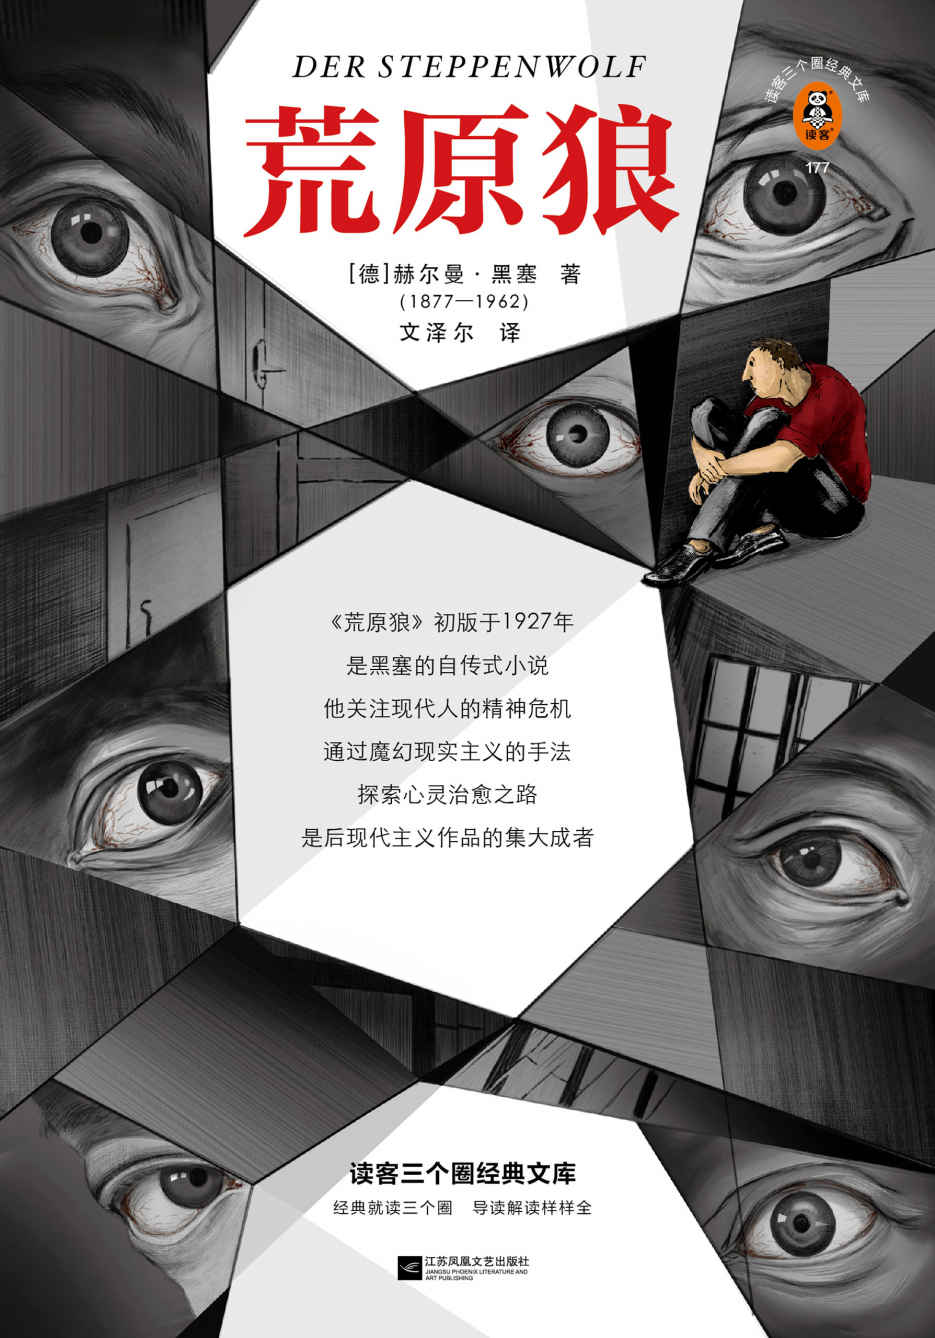 DER STEPPENWOLF
荒原狼
读客三个圈经典文库
读客®
177
[德]赫尔曼·黑塞 著
(1877—1962)
文泽尔 译
《荒原狼》初版于1927年
是黑塞的自传式小说
他关注现代人的精神危机
通过魔幻现实主义的手法
探索心灵治愈之路
是后现代主义作品的集大成者
读客三个圈经典文库
经典就读三个圈 导读解读样样全
江苏凤凰文艺出版社
JIANGSU PHOENIX LITERATURE AND
ART PUBLISHING